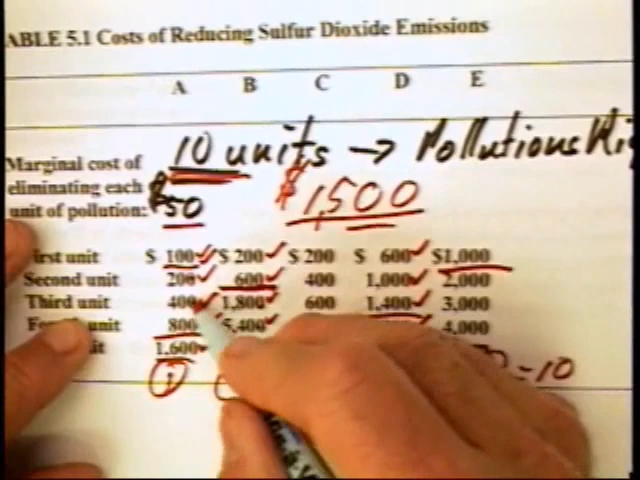 ABLE 5.1 Costs of Reducing Sulfur Dioxide Emissions
A B C D E
10 units → Pollutions Ri
Marginal cost of
eliminating each
unit of pollution:
$50 $1,500
First unit $ 100 $ 200 $ 200 $ 600 $1,000
Second unit 200 600 400 1,000 2,000
Third unit 400 1,800 600 1,400 3,000
unit 800 5,400 4,000
1,600
= 10